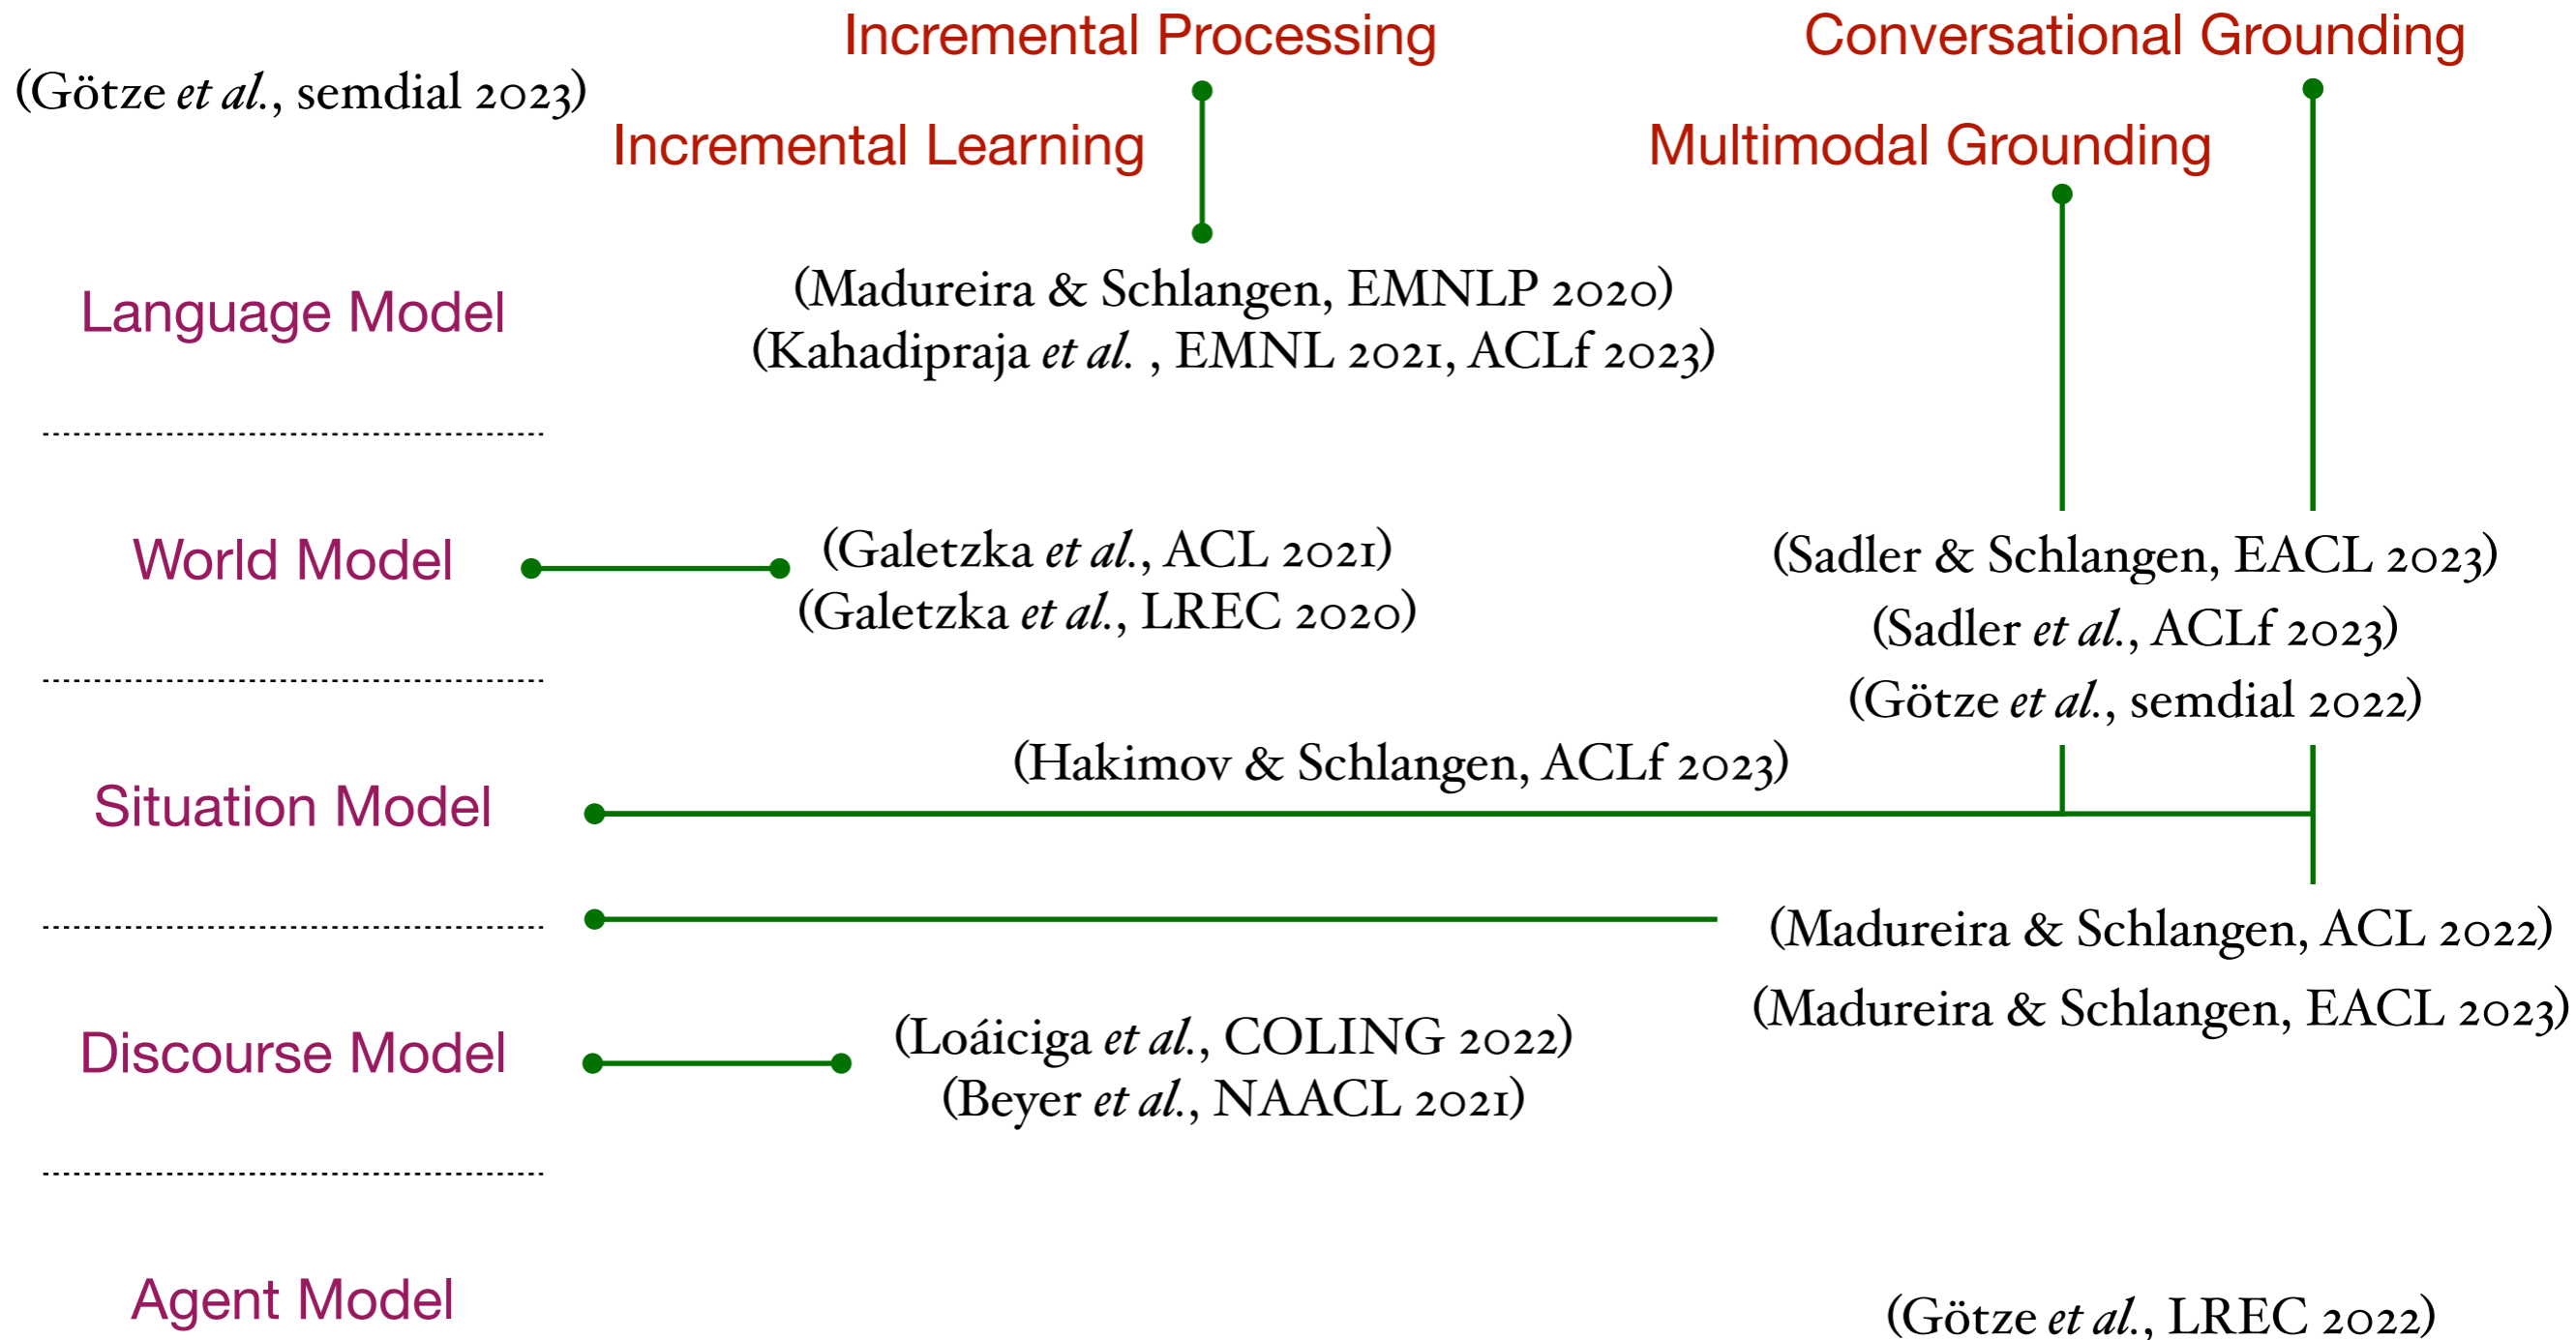 Incremental Processing
Conversational Grounding
(Götze et al., semdial 2023)
Incremental Learning
Multimodal Grounding
Language Model
(Madureira & Schlangen, EMNLP 2020)
(Kahadipraja et al. , EMNL 2021, ACLf 2023)
World Model
(Galetzka et al., ACL 2021)
(Galetzka et al., LREC 2020)
(Sadler & Schlangen, EACL 2023)
(Sadler et al., ACLf 2023)
(Götze et al., semdial 2022)
(Hakimov & Schlangen, ACLf 2023)
Situation Model
(Madureira & Schlangen, ACL 2022)
(Madureira & Schlangen, EACL 2023)
Discourse Model
(Loáiciga et al., COLING 2022)
(Beyer et al., NAACL 2021)
Agent Model
(Götze et al., LREC 2022)